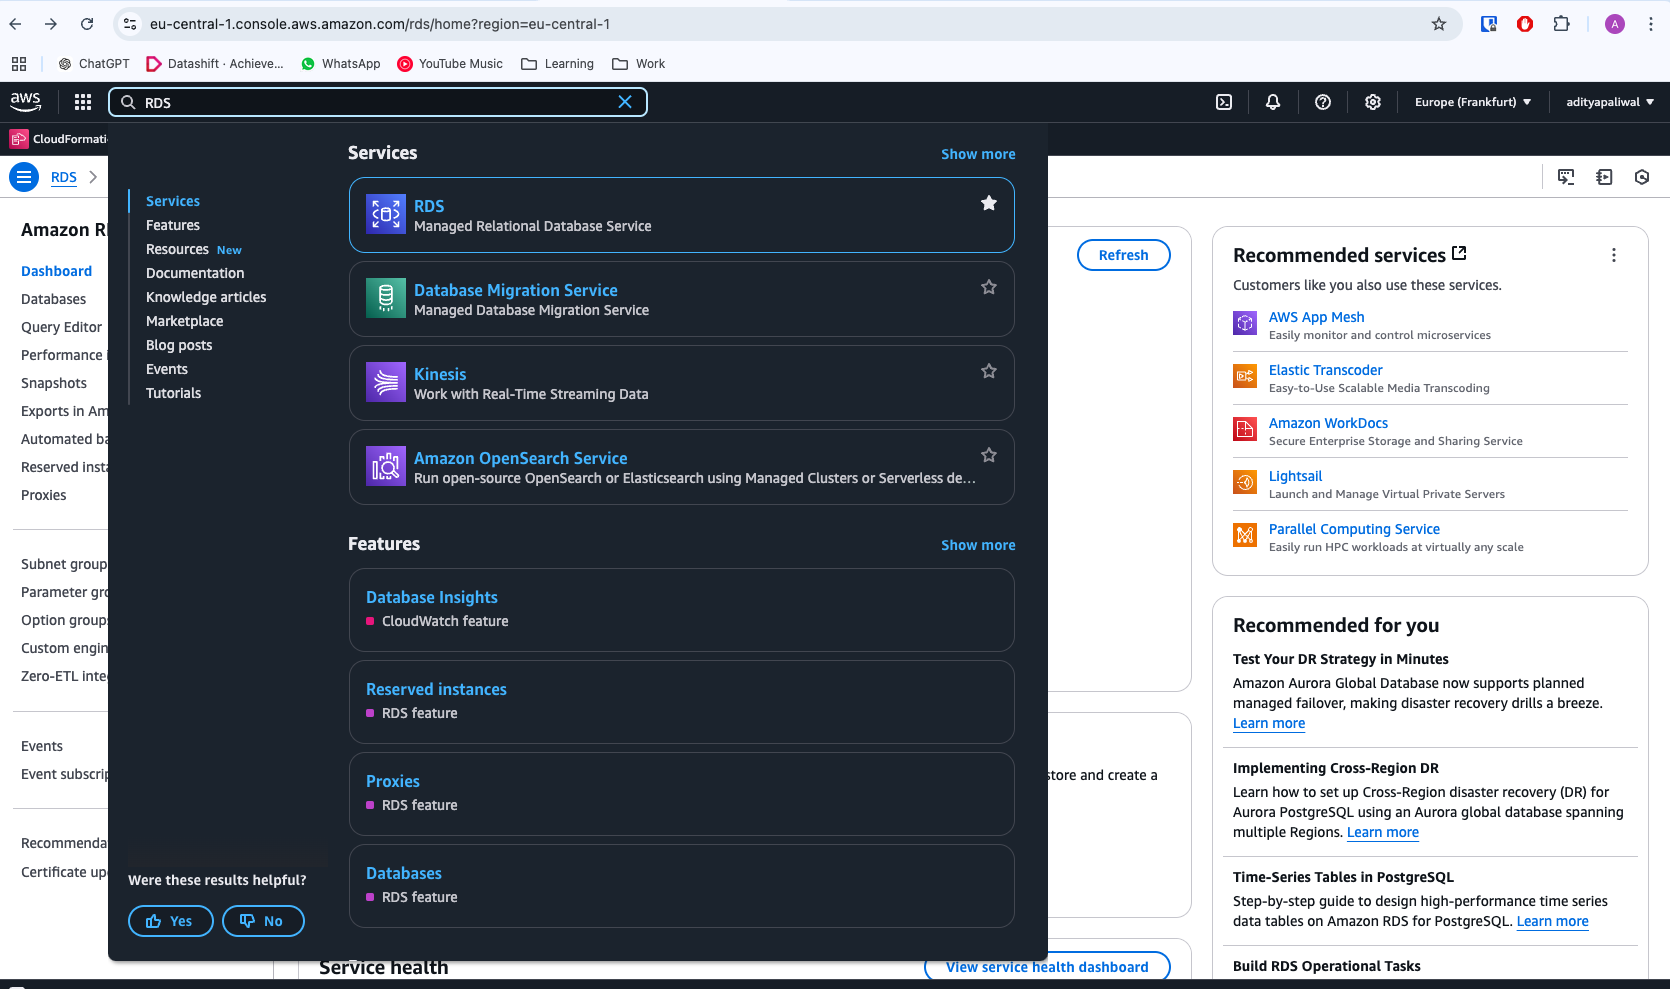 eu-central-1.console.aws.amazon.com/rds/home?region=eu-central-1
A
ChatGPT
Datashift · Achieve...
WhatsApp
YouTube Music
Learning
Work
aws
RDS
Europe (Frankfurt)
adityapaliwal
CloudFormati
RDS
Amazon R
Dashboard
Databases
Query Editor
Performance i
Snapshots
Exports in Am
Automated ba
Reserved insta
Proxies
Subnet group
Parameter gro
Option groups
Custom engin
Zero-ETL inte
Events
Event subscrip
Recommenda
Certificate up
Services
Features
Resources New
Documentation
Knowledge articles
Marketplace
Blog posts
Events
Tutorials
Were these results helpful?
Yes
No
Services
Show more
RDS
Managed Relational Database Service
Database Migration Service
Managed Database Migration Service
Kinesis
Work with Real-Time Streaming Data
Amazon OpenSearch Service
Run open-source OpenSearch or Elasticsearch using Managed Clusters or Serverless de...
Features
Show more
Database Insights
CloudWatch feature
Reserved instances
RDS feature
Proxies
RDS feature
Databases
RDS feature
Refresh
store and create a
Service health
View service health dashboard
Recommended services
Customers like you also use these services.
AWS App Mesh
Easily monitor and control microservices
Elastic Transcoder
Easy-to-Use Scalable Media Transcoding
Amazon WorkDocs
Secure Enterprise Storage and Sharing Service
Lightsail
Launch and Manage Virtual Private Servers
Parallel Computing Service
Easily run HPC workloads at virtually any scale
Recommended for you
Test Your DR Strategy in Minutes
Amazon Aurora Global Database now supports planned
managed failover, making disaster recovery drills a breeze.
Learn more
Implementing Cross-Region DR
Learn how to set up Cross-Region disaster recovery (DR) for
Aurora PostgreSQL using an Aurora global database spanning
multiple Regions. Learn more
Time-Series Tables in PostgreSQL
Step-by-step guide to design high-performance time series
data tables on Amazon RDS for PostgreSQL. Learn more
Build RDS Operational Tasks